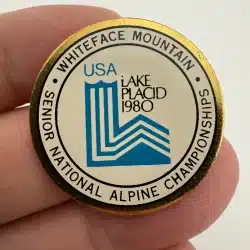 • WHITEFACE MOUNTAIN •
SENIOR NATIONAL ALPINE CHAMPIONSHIPS
USA
LAKE
PLACID
1980